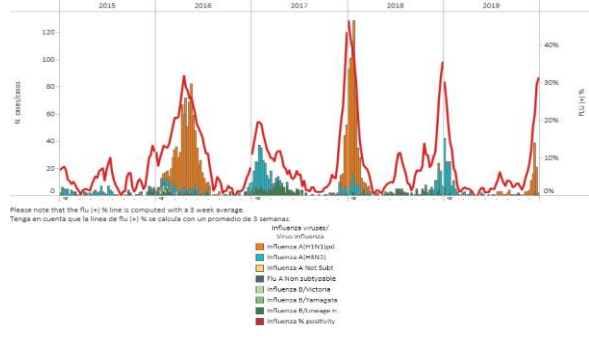 2015 2016 2017 2018 2019
120
100
80
60
40
20
0
N. cases/casos
40%
30%
20%
10%
0%
FLU (+) %
Please note that the flu (+) % line is computed with a 3 week average.
Tenga en cuenta que la linea de flu (+) % se calcula con un promedio de 3 semanas.
Influenza viruses/
Virus influenza
Influenza A(H1N1)pd..
Influenza A(H3N2)
Influenza A Not Subt
Flu A Non subtypable
Influenza B/Victoria
Influenza B/Yamagata
Influenza B/Lineage n..
Influenza % positivity